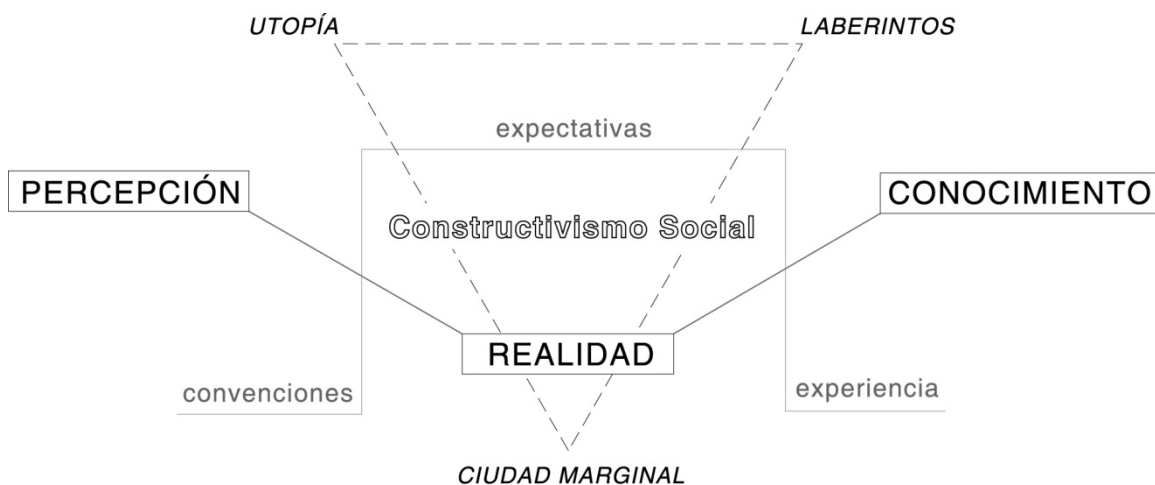 UTOPÍA
LABERINTOS
expectativas
PERCEPCIÓN
CONOCIMIENTO
Constructivismo Social
REALIDAD
convenciones
experiencia
CIUDAD MARGINAL